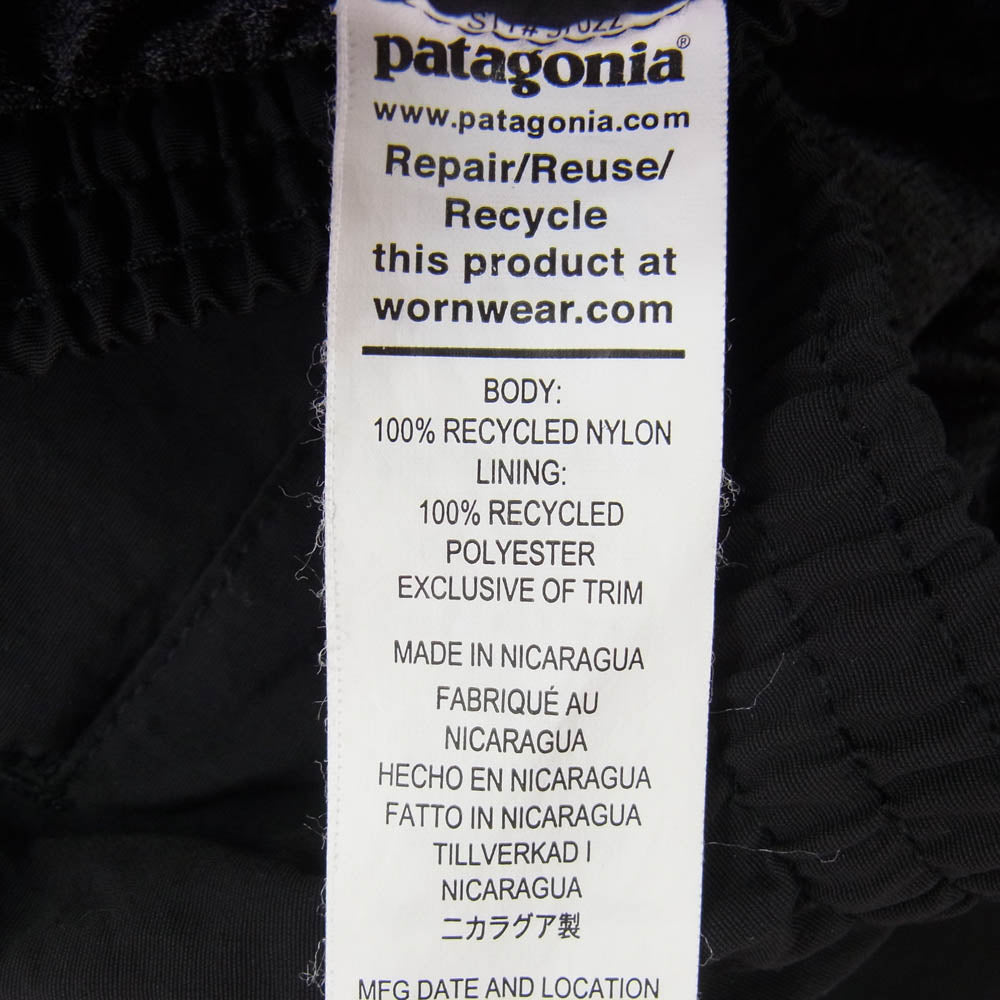 patagonia®
www.patagonia.com
Repair/Reuse/
Recycle
this product at
wornwear.com
BODY:
100% RECYCLED NYLON
LINING:
100% RECYCLED
POLYESTER
EXCLUSIVE OF TRIM
MADE IN NICARAGUA
FABRIQUÉ AU
NICARAGUA
HECHO EN NICARAGUA
FATTO IN NICARAGUA
TILLVERKAD I
NICARAGUA
ニカラグア製
MFG DATE AND LOCATION